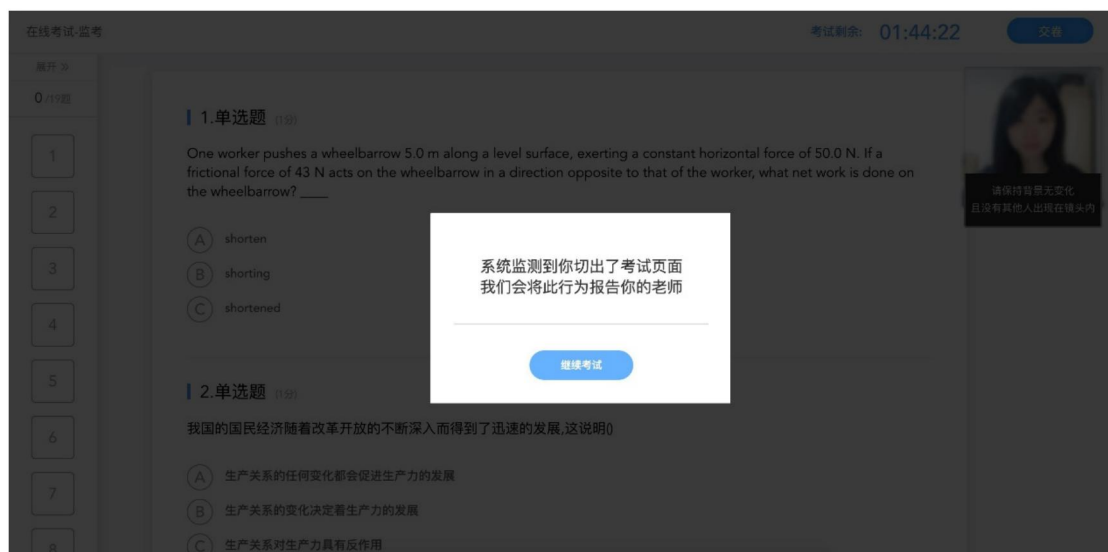 在线考试-监考
考试剩余: 01:44:22
交卷
展开
0/19题
1
2
3
4
5
6
7
8
1.单选题 (1分)
One worker pushes a wheelbarrow 5.0 m along a level surface, exerting a constant horizontal force of 50.0 N. If a
frictional force of 43 N acts on the wheelbarrow in a direction opposite to that of the worker, what net work is done on
the wheelbarrow? ____
A shorten
B shorting
C shortened
请保持背景无变化
且没有其他人出现在镜头内
系统监测到你切出了考试页面
我们会将此行为报告你的老师
继续考试
2.单选题 (1分)
我国的国民经济随着改革开放的不断深入而得到了迅速的发展,这说明()
A 生产关系的任何变化都会促进生产力的发展
B 生产关系的变化决定着生产力的发展
C 生产关系对生产力具有反作用